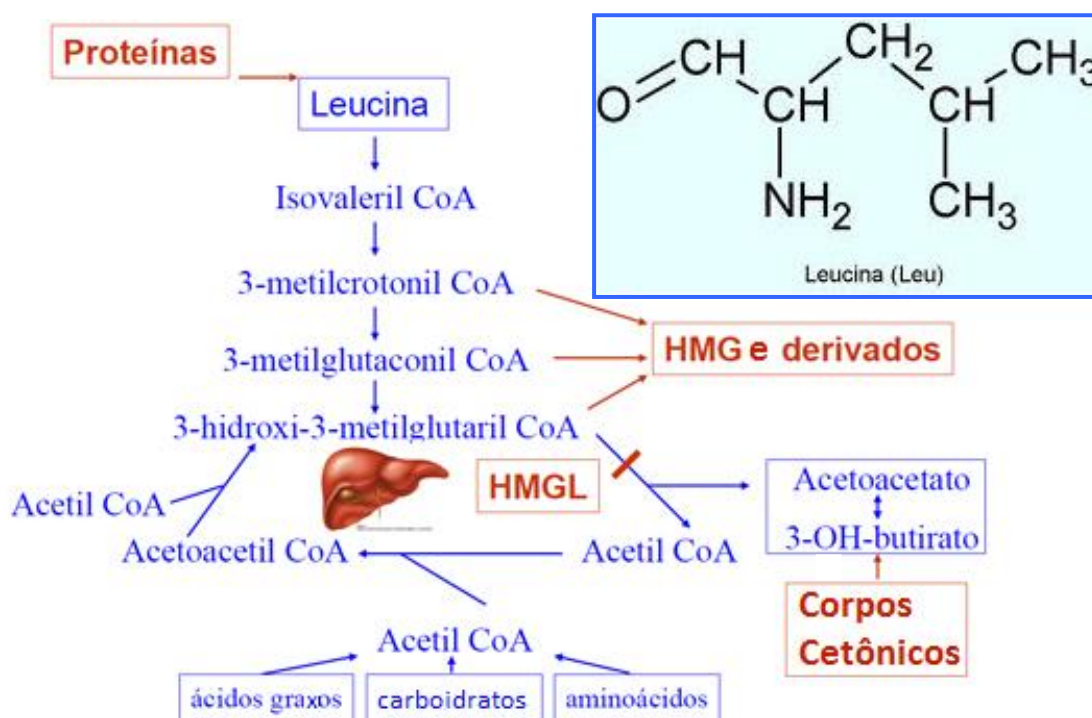 Proteínas
Leucina
Isovaleril CoA
3-metilcrotonil CoA
3-metilglutaconil CoA
3-hidroxi-3-metilglutaril CoA
HMG e derivados
HMGL
Acetil CoA
Acetoacetil CoA
Acetil CoA
Acetoacetato
3-OH-butirato
Corpos
Cetônicos
Acetil CoA
ácidos graxos
carboidratos
aminoácidos
O
CH
CH
NH2
CH2
CH
CH3
CH3
Leucina (Leu)